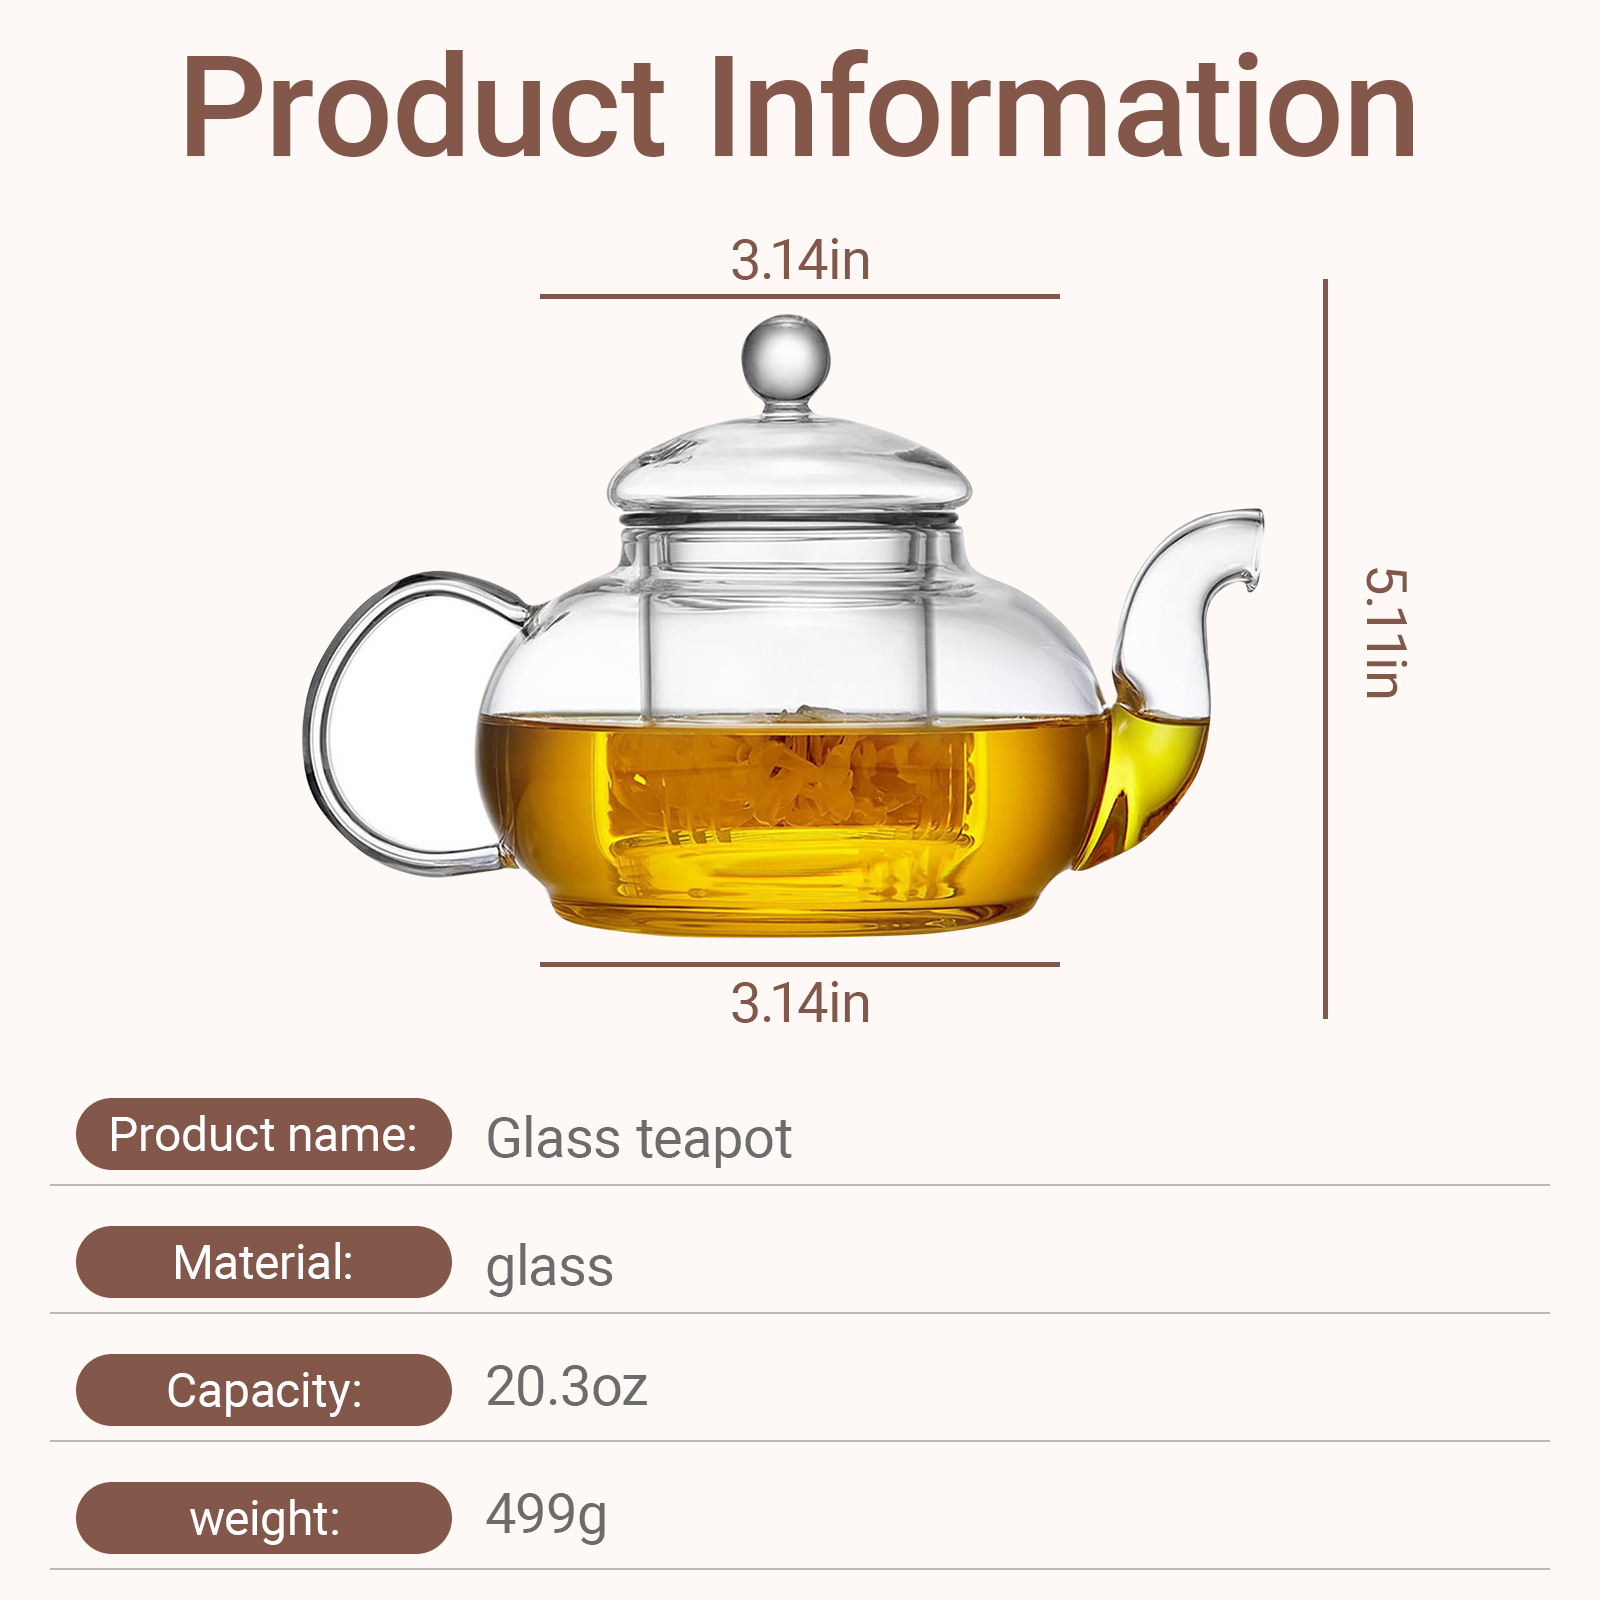 Product Information
3.14in
5.11in
3.14in
Product name: Glass teapot
Material: glass
Capacity: 20.3oz
weight: 499g